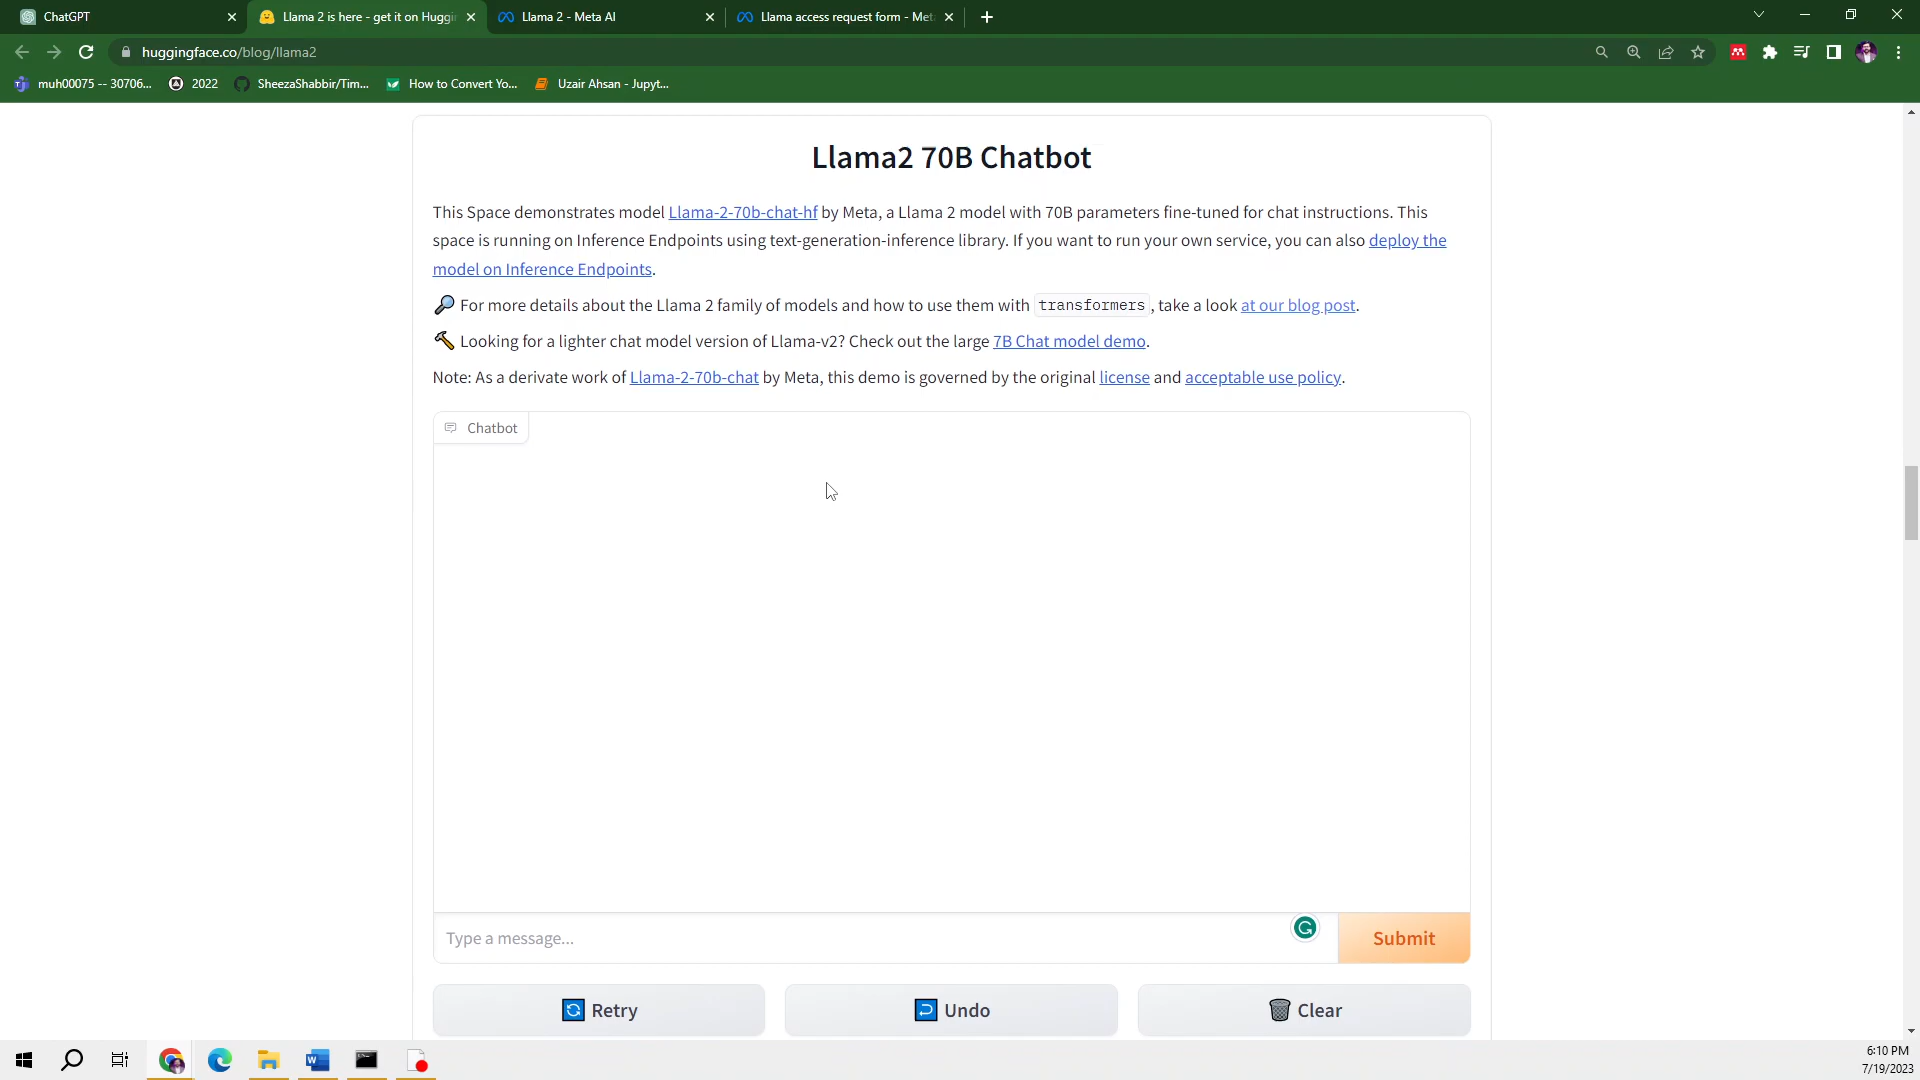 ChatGPT
Llama 2 is here - get it on Huggin
Llama 2 - Meta AI
Llama access request form - Met
huggingface.co/blog/llama2
muh00075 -- 30706...
2022
SheezaShabbir/Tim...
How to Convert Yo...
Uzair Ahsan - Jupyt...
Llama2 70B Chatbot
This Space demonstrates model Llama-2-70b-chat-hf by Meta, a Llama 2 model with 70B parameters fine-tuned for chat instructions. This
space is running on Inference Endpoints using text-generation-inference library. If you want to run your own service, you can also deploy the
model on Inference Endpoints.
🔎 For more details about the Llama 2 family of models and how to use them with transformers, take a look at our blog post.
🔨 Looking for a lighter chat model version of Llama-v2? Check out the large 7B Chat model demo.
Note: As a derivate work of Llama-2-70b-chat by Meta, this demo is governed by the original license and acceptable use policy.
Chatbot
Type a message...
Submit
Retry
Undo
Clear
6:10 PM
7/19/2023